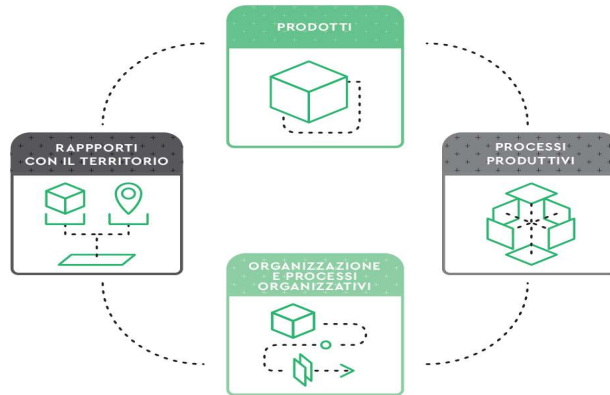 PRODOTTI
RAPPPORTI
CON IL TERRITORIO
PROCESSI
PRODUTTIVI
ORGANIZZAZIONE
E PROCESSI
ORGANIZZATIVI